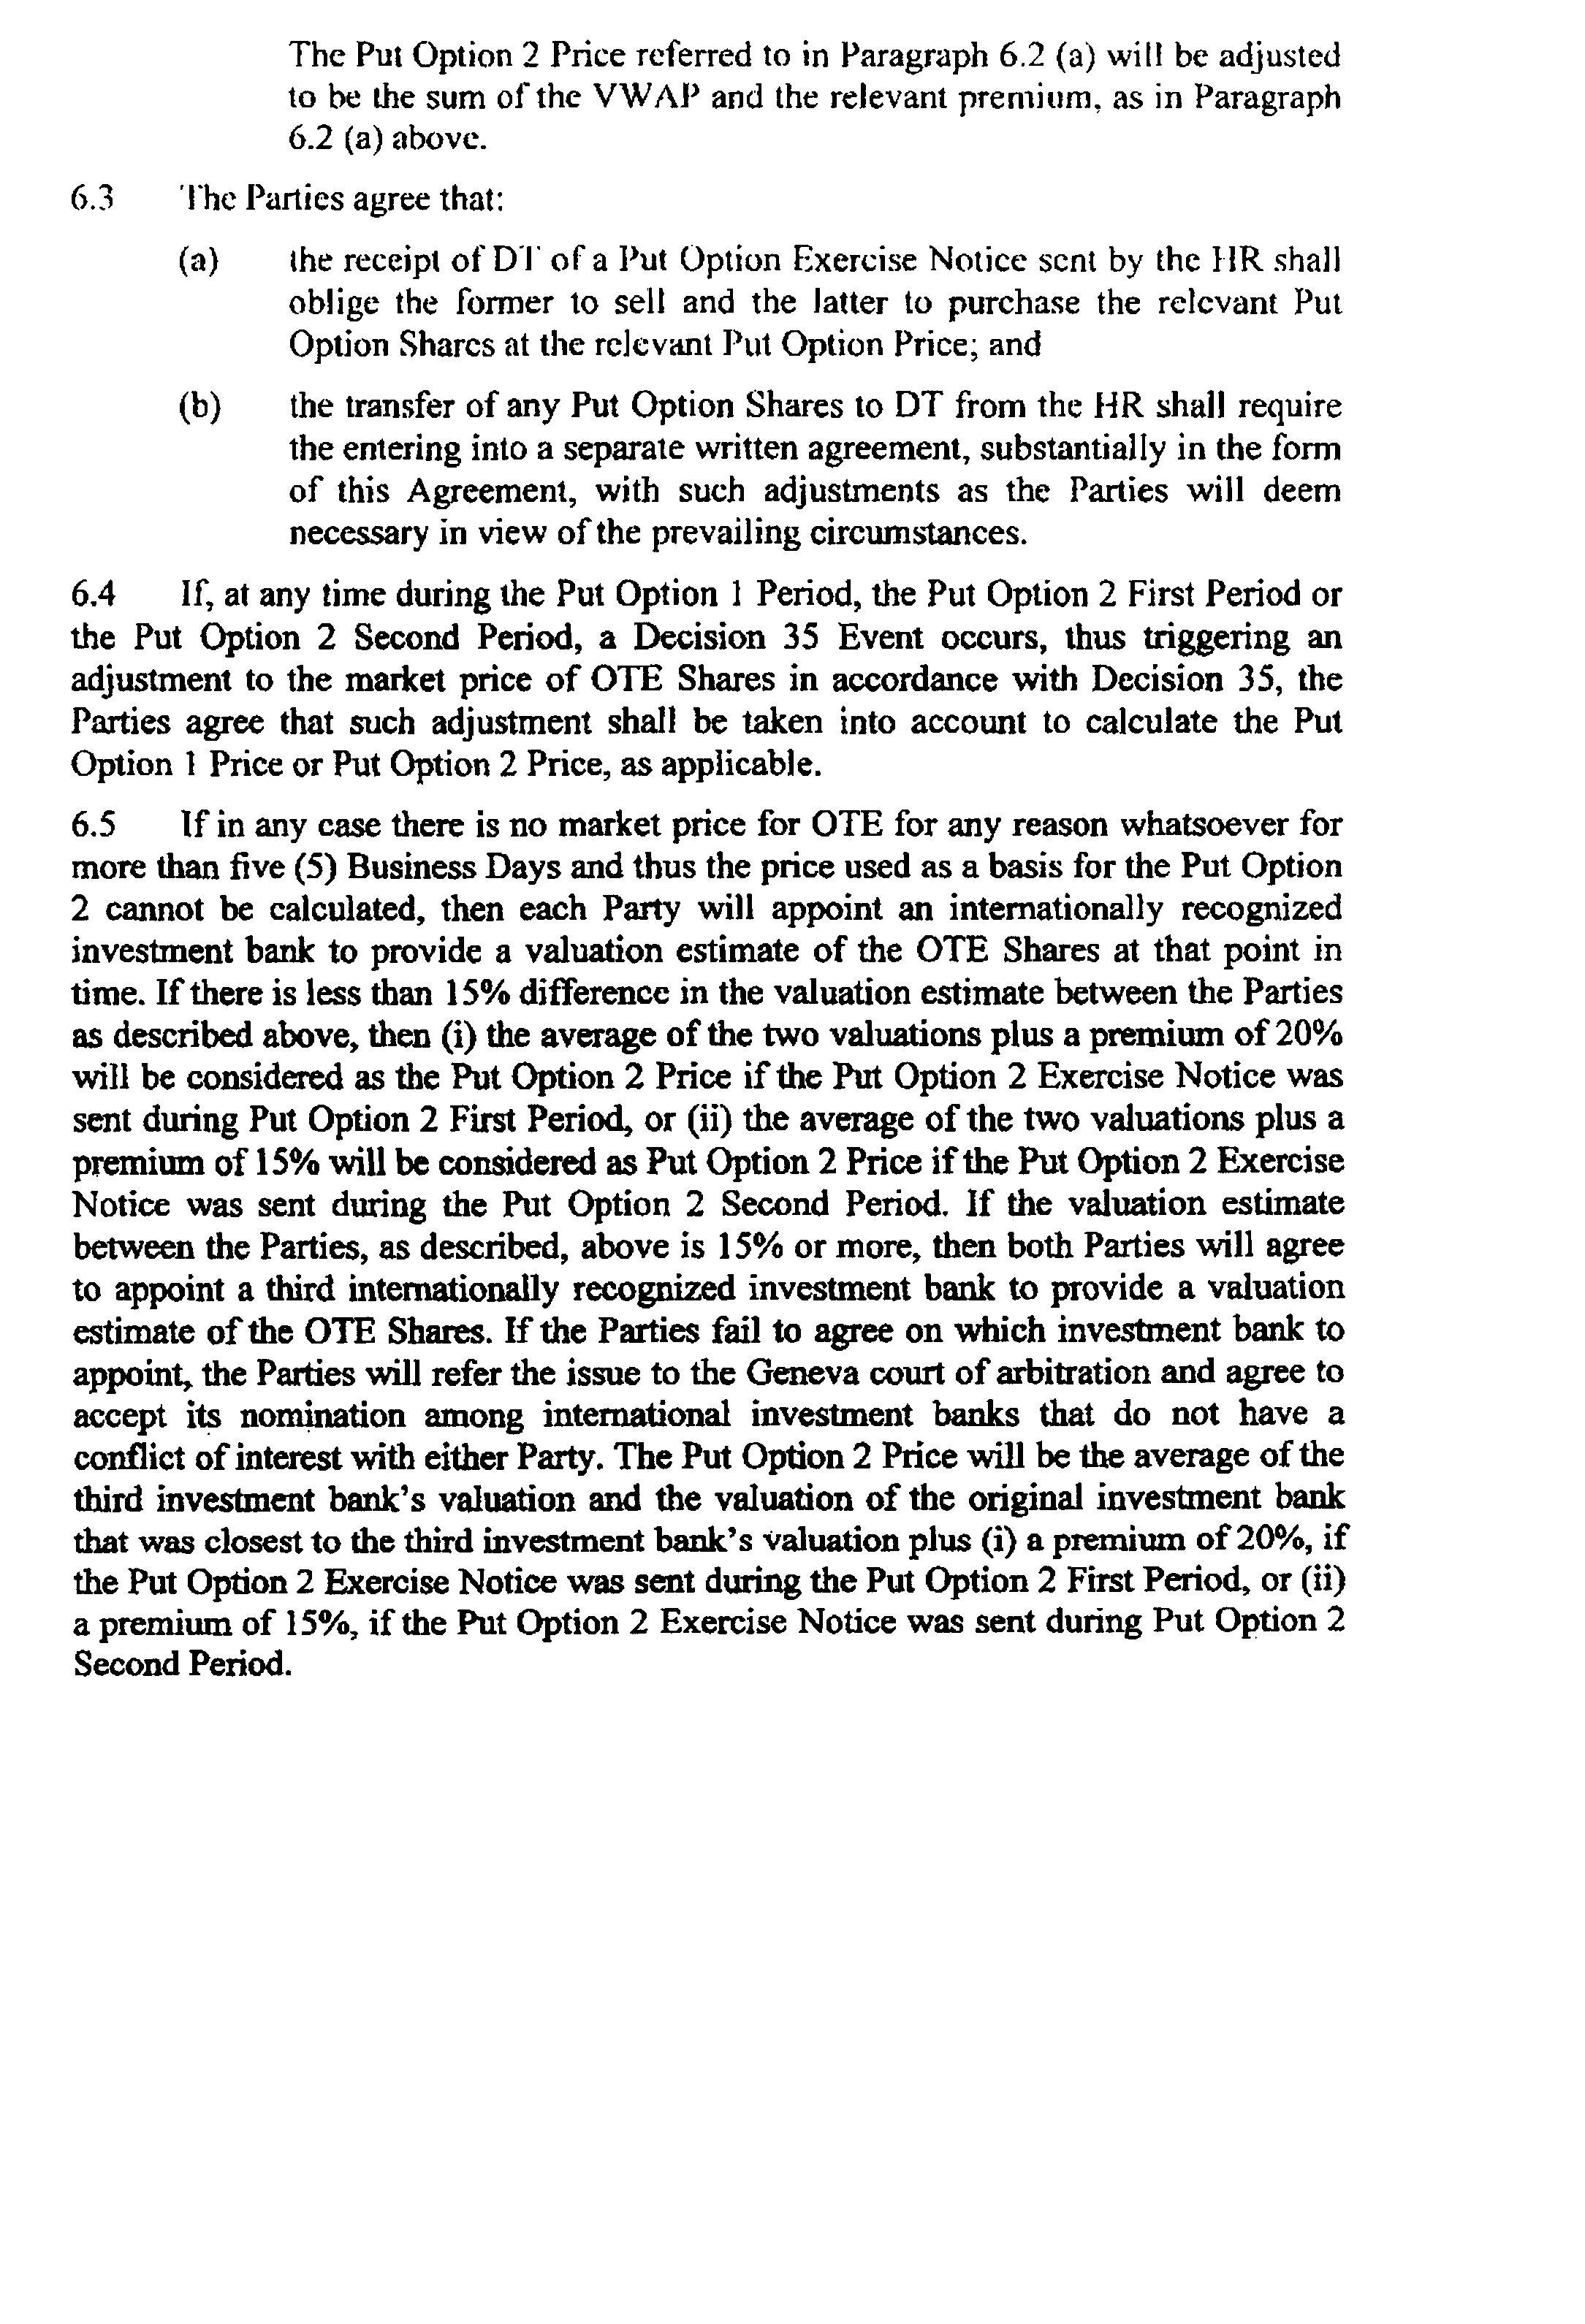 The Put Option 2 Price referred to in Paragraph 6.2 (a) will be adjusted
to be the sum of the VWAP and the relevant premium, as in Paragraph
6.2 (a) above.
6.3 The Parties agree that:
(a) the receipt of DT of a Put Option Exercise Notice sent by the HR shall
oblige the former to sell and the latter to purchase the relevant Put
Option Shares at the relevant Put Option Price; and
(b) the transfer of any Put Option Shares to DT from the HR shall require
the entering into a separate written agreement, substantially in the form
of this Agreement, with such adjustments as the Parties will deem
necessary in view of the prevailing circumstances.
6.4 If, at any time during the Put Option 1 Period, the Put Option 2 First Period or
the Put Option 2 Second Period, a Decision 35 Event occurs, thus triggering an
adjustment to the market price of OTE Shares in accordance with Decision 35, the
Parties agree that such adjustment shall be taken into account to calculate the Put
Option 1 Price or Put Option 2 Price, as applicable.
6.5 If in any case there is no market price for OTE for any reason whatsoever for
more than five (5) Business Days and thus the price used as a basis for the Put Option
2 cannot be calculated, then each Party will appoint an internationally recognized
investment bank to provide a valuation estimate of the OTE Shares at that point in
time. If there is less than 15% difference in the valuation estimate between the Parties
as described above, then (i) the average of the two valuations plus a premium of 20%
will be considered as the Put Option 2 Price if the Put Option 2 Exercise Notice was
sent during Put Option 2 First Period, or (ii) the average of the two valuations plus a
premium of 15% will be considered as Put Option 2 Price if the Put Option 2 Exercise
Notice was sent during the Put Option 2 Second Period. If the valuation estimate
between the Parties, as described, above is 15% or more, then both Parties will agree
to appoint a third internationally recognized investment bank to provide a valuation
estimate of the OTE Shares. If the Parties fail to agree on which investment bank to
appoint, the Parties will refer the issue to the Geneva court of arbitration and agree to
accept its nomination among international investment banks that do not have a
conflict of interest with either Party. The Put Option 2 Price will be the average of the
third investment bank's valuation and the valuation of the original investment bank
that was closest to the third investment bank's valuation plus (i) a premium of 20%, if
the Put Option 2 Exercise Notice was sent during the Put Option 2 First Period, or (ii)
a premium of 15%, if the Put Option 2 Exercise Notice was sent during Put Option 2
Second Period.